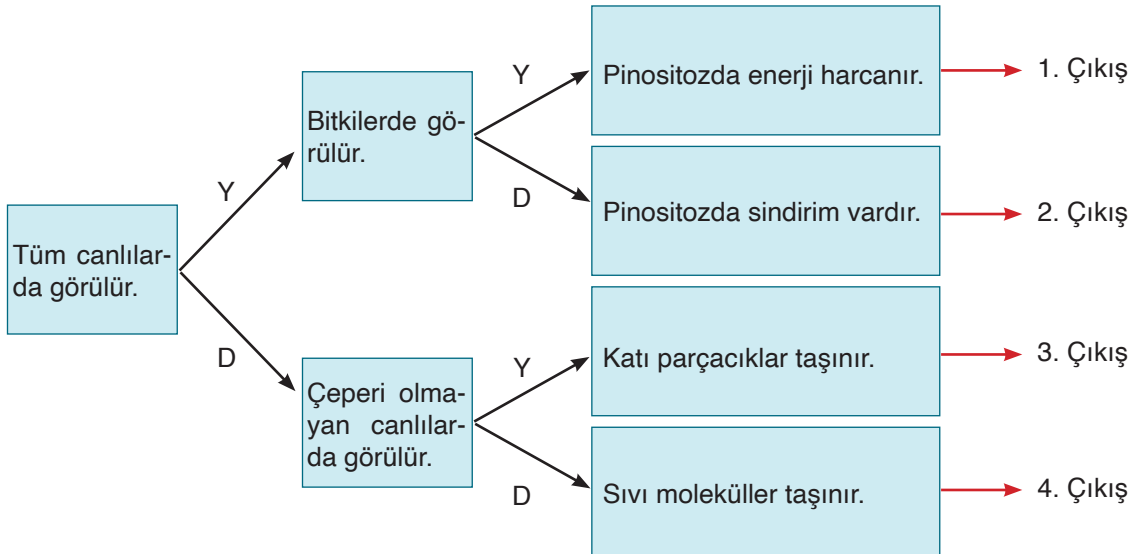 Tüm canlılar-
da görülür.
Y
D
Bitkilerde gö-
rülür.
Y
D
Çeperi olma-
yan canlılar-
da görülür.
Y
D
Pinositozda enerji harcanır.
1. Çıkış
Pinositozda sindirim vardır.
2. Çıkış
Katı parçacıklar taşınır.
3. Çıkış
Sıvı moleküller taşınır.
4. Çıkış